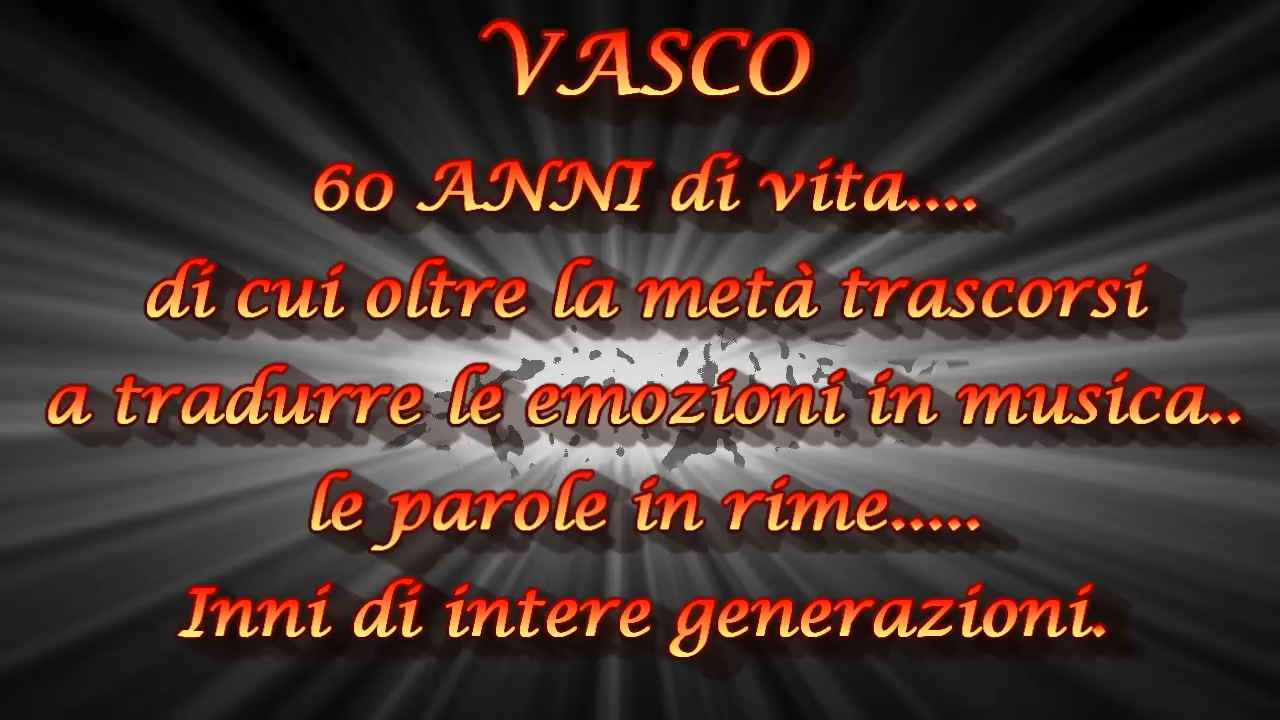 VASCO
60 ANNI di vita....
di cui oltre la metà trascorsi
a tradurre le emozioni in musica..
le parole in rime.....
Inni di intere generazioni.